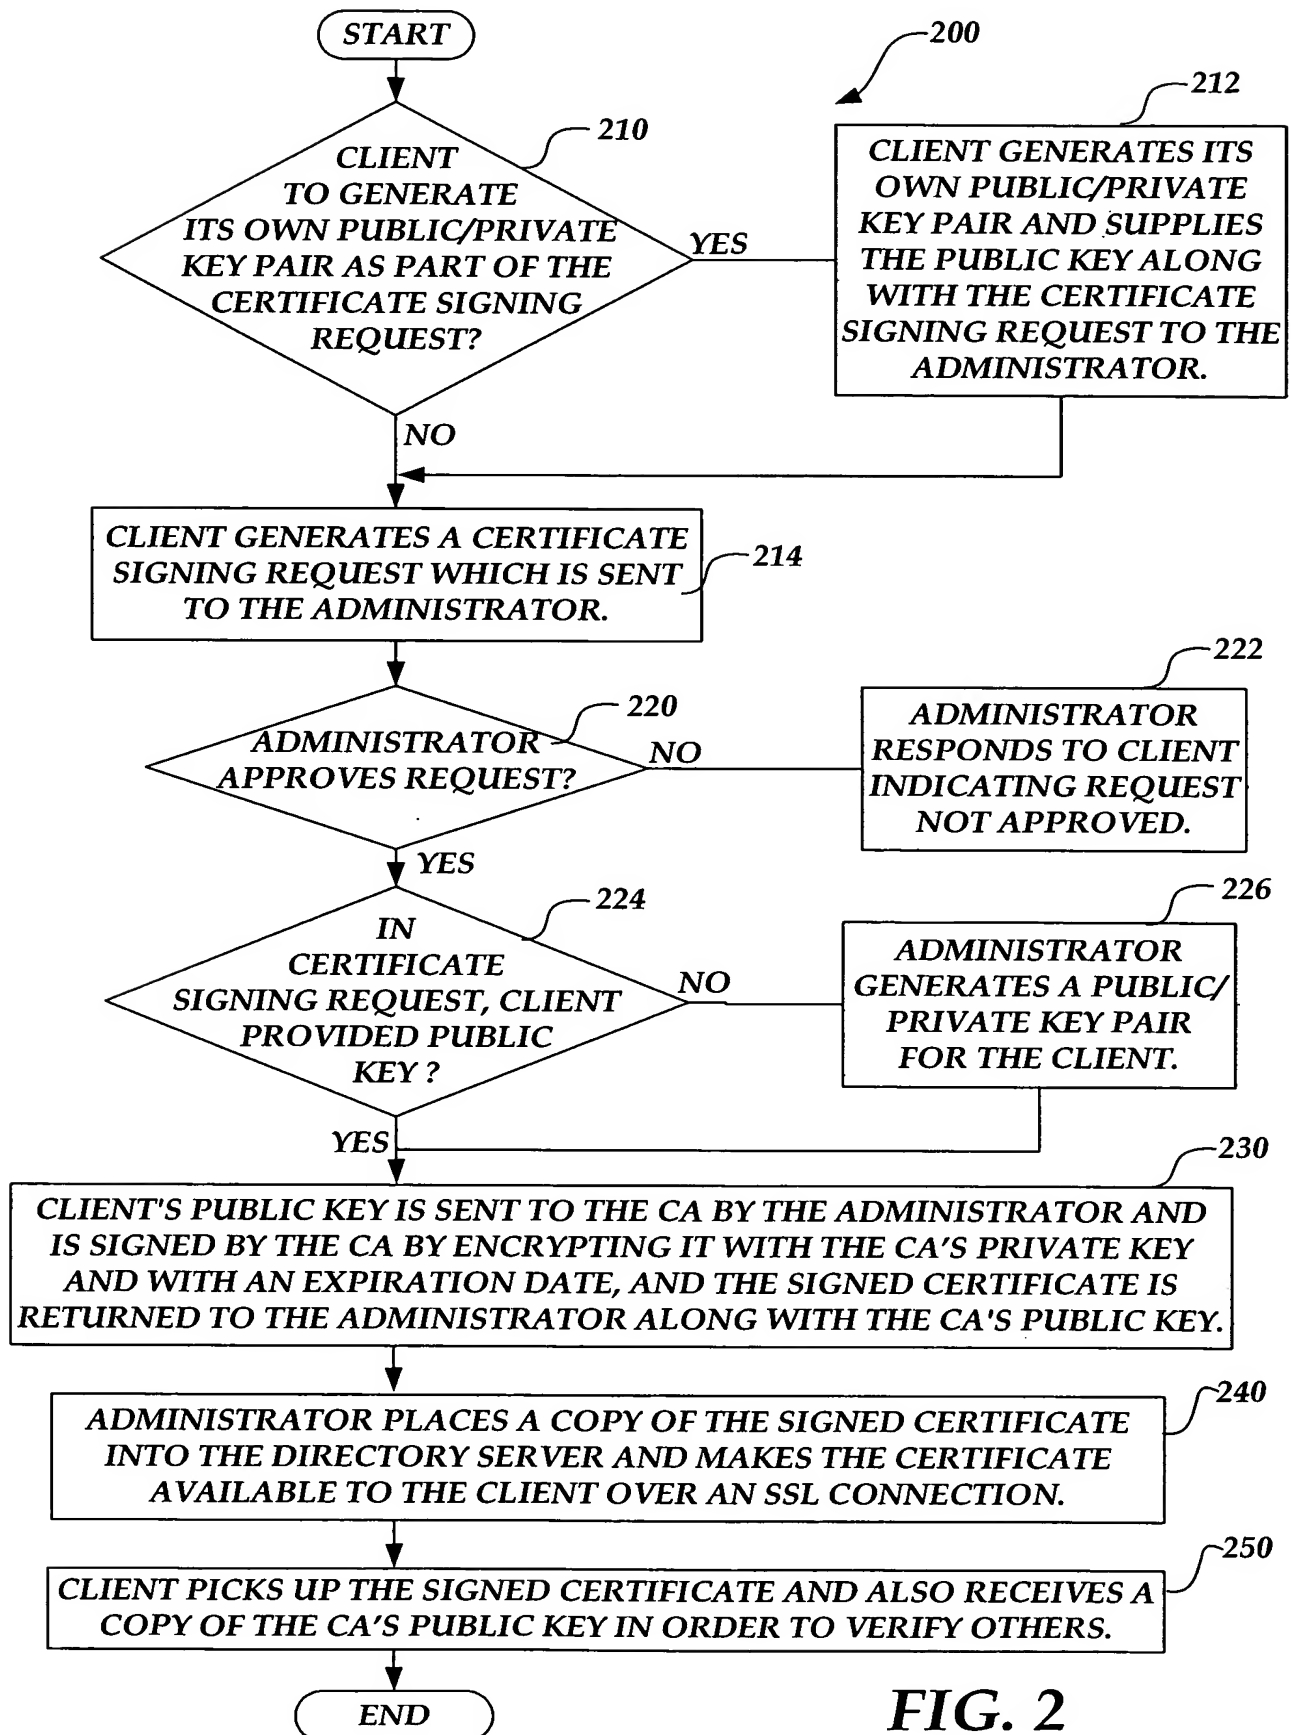 START
200
210
CLIENT
TO GENERATE
ITS OWN PUBLIC/PRIVATE
KEY PAIR AS PART OF THE
CERTIFICATE SIGNING
REQUEST?
YES
212
CLIENT GENERATES ITS
OWN PUBLIC/PRIVATE
KEY PAIR AND SUPPLIES
THE PUBLIC KEY ALONG
WITH THE CERTIFICATE
SIGNING REQUEST TO THE
ADMINISTRATOR.
NO
CLIENT GENERATES A CERTIFICATE
SIGNING REQUEST WHICH IS SENT
TO THE ADMINISTRATOR.
214
220
ADMINISTRATOR
APPROVES REQUEST?
NO
222
ADMINISTRATOR
RESPONDS TO CLIENT
INDICATING REQUEST
NOT APPROVED.
YES
224
IN
CERTIFICATE
SIGNING REQUEST, CLIENT
PROVIDED PUBLIC
KEY ?
NO
226
ADMINISTRATOR
GENERATES A PUBLIC/
PRIVATE KEY PAIR
FOR THE CLIENT.
YES
230
CLIENT'S PUBLIC KEY IS SENT TO THE CA BY THE ADMINISTRATOR AND
IS SIGNED BY THE CA BY ENCRYPTING IT WITH THE CA'S PRIVATE KEY
AND WITH AN EXPIRATION DATE, AND THE SIGNED CERTIFICATE IS
RETURNED TO THE ADMINISTRATOR ALONG WITH THE CA'S PUBLIC KEY.
240
ADMINISTRATOR PLACES A COPY OF THE SIGNED CERTIFICATE
INTO THE DIRECTORY SERVER AND MAKES THE CERTIFICATE
AVAILABLE TO THE CLIENT OVER AN SSL CONNECTION.
250
CLIENT PICKS UP THE SIGNED CERTIFICATE AND ALSO RECEIVES A
COPY OF THE CA'S PUBLIC KEY IN ORDER TO VERIFY OTHERS.
END
FIG. 2